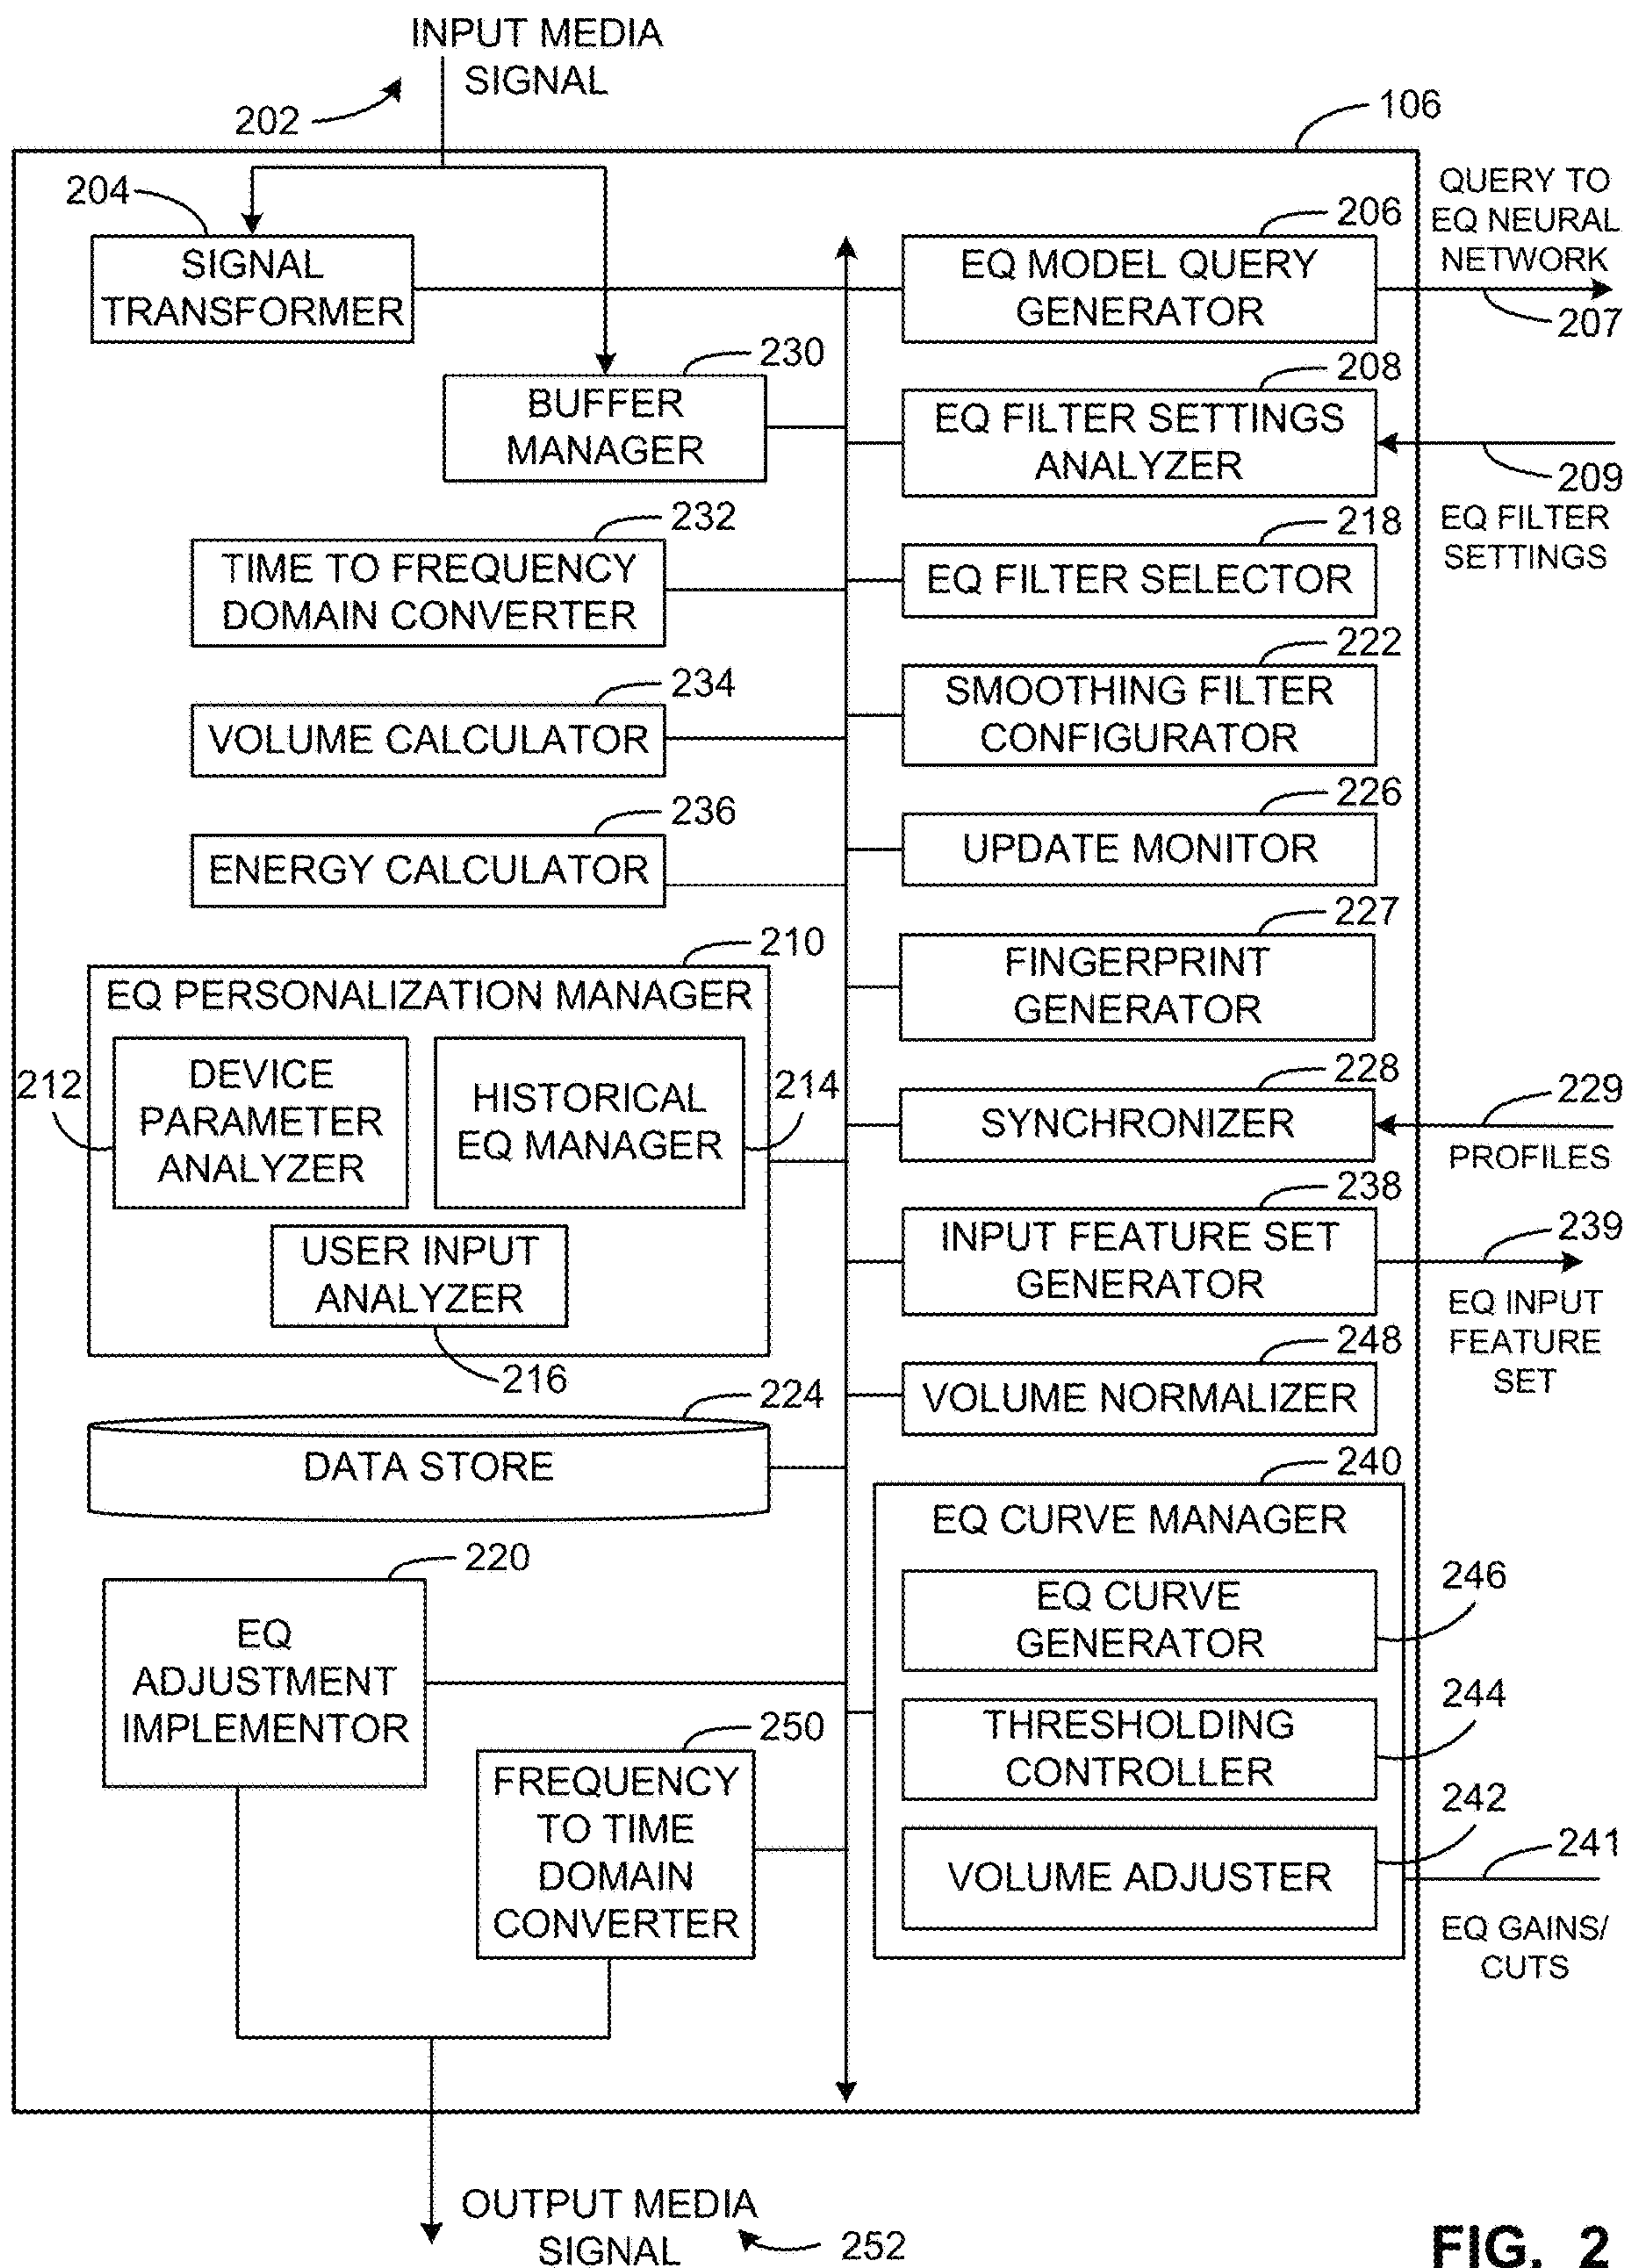 INPUT MEDIA
SIGNAL
202
106
204
SIGNAL
TRANSFORMER
206
EQ MODEL QUERY
GENERATOR
QUERY TO
EQ NEURAL
NETWORK
207
230
BUFFER
MANAGER
208
EQ FILTER SETTINGS
ANALYZER
209
EQ FILTER
SETTINGS
232
TIME TO FREQUENCY
DOMAIN CONVERTER
218
EQ FILTER SELECTOR
222
SMOOTHING FILTER
CONFIGURATOR
234
VOLUME CALCULATOR
226
UPDATE MONITOR
236
ENERGY CALCULATOR
227
FINGERPRINT
GENERATOR
210
EQ PERSONALIZATION MANAGER
212
DEVICE
PARAMETER
ANALYZER
HISTORICAL
EQ MANAGER
214
USER INPUT
ANALYZER
216
228
SYNCHRONIZER
229
PROFILES
238
INPUT FEATURE SET
GENERATOR
239
EQ INPUT
FEATURE
SET
248
VOLUME NORMALIZER
224
DATA STORE
240
EQ CURVE MANAGER
EQ CURVE
GENERATOR
246
THRESHOLDING
CONTROLLER
244
VOLUME ADJUSTER
242
241
EQ GAINS/
CUTS
220
EQ
ADJUSTMENT
IMPLEMENTOR
250
FREQUENCY
TO TIME
DOMAIN
CONVERTER
OUTPUT MEDIA
SIGNAL
252
FIG. 2